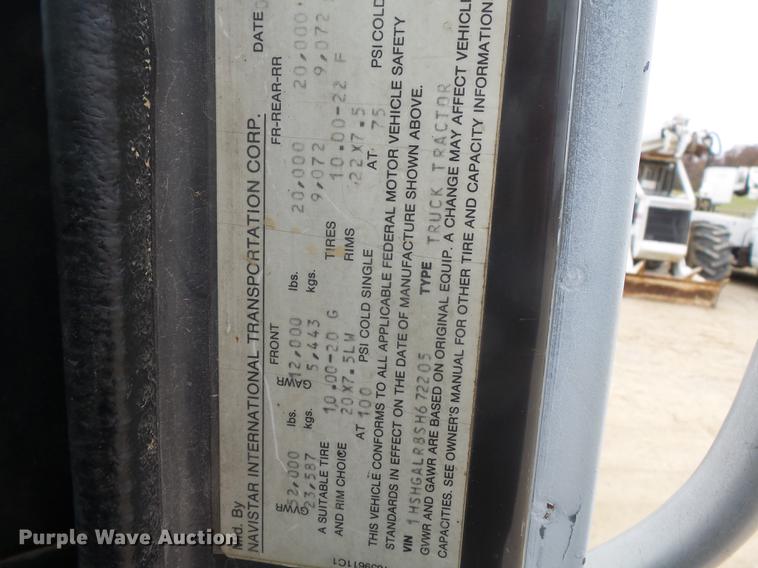 Mfd. By
NAVISTAR INTERNATIONAL TRANSPORTATION CORP. DATE
FRONT FR-REAR-RR
GVWR 52,000 lbs. GAWR 12,000 lbs. 20,000 20,000
23,587 kgs. 5,443 kgs. 9,072 9,072
A SUITABLE TIRE 10.00-20 G TIRES 10.00-22 F
AND RIM CHOICE 20X7.5LW RIMS 22X7.5
AT 100 PSI COLD SINGLE AT 75 PSI COLD
THIS VEHICLE CONFORMS TO ALL APPLICABLE FEDERAL MOTOR VEHICLE SAFETY
STANDARDS IN EFFECT ON THE DATE OF MANUFACTURE SHOWN ABOVE.
VIN 1HSHGALR8SH672205 TYPE TRUCK TRACTOR
GVWR AND GAWR ARE BASED ON ORIGINAL EQUIP. A CHANGE MAY AFFECT VEHICLE
CAPACITIES. SEE OWNER'S MANUAL FOR OTHER TIRE AND CAPACITY INFORMATION.
Purple Wave Auction